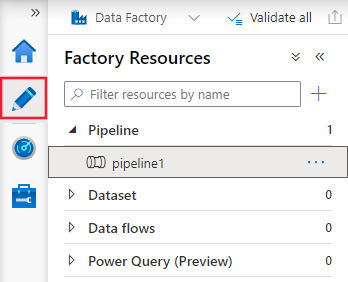 Data Factory
Validate all
Factory Resources
Filter resources by name
Pipeline 1
pipeline1
Dataset 0
Data flows 0
Power Query (Preview) 0